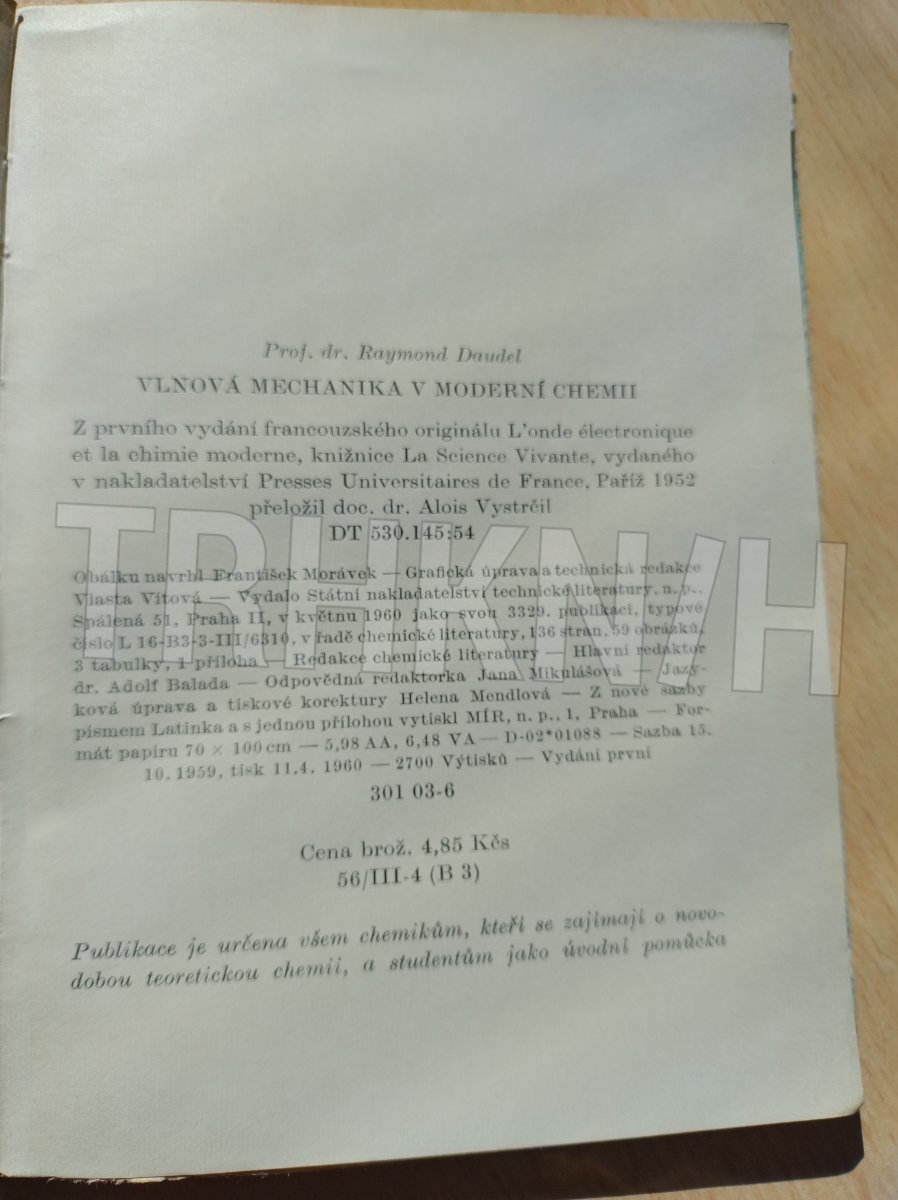 Prof. dr. Raymond Daudel
VLNOVÁ MECHANIKA V MODERNÍ CHEMII
Z prvního vydání francouzského originálu L'onde électronique
et la chimie moderne, knižnice La Science Vivante, vydaného
v nakladatelství Presses Universitaires de France, Paříž 1952
přeložil doc. dr. Alois Vystrčil
DT 530.145:54
TRHKNIH
Obálku navrhl František Morávek — Grafická úprava a technická redakce
Vlasta Vítová — Vydalo Státní nakladatelství technické literatury, n. p.,
Spálená 51, Praha II, v květnu 1960 jako svou 3329. publikaci, typové
číslo L 16-B3-3-III/6310, v řadě chemické literatury, 136 stran, 59 obrázků,
3 tabulky, 1 příloha — Redakce chemické literatury — Hlavní redaktor
dr. Adolf Balada — Odpovědná redaktorka Jana Mikulášová — Jazy-
ková úprava a tiskové korektury Helena Mendlová — Z nové sazby
písmem Latinka a s jednou přílohou vytiskl MÍR, n. p., 1, Praha — For-
mát papíru 70 × 100 cm — 5,98 AA, 6,48 VA — D-02*01088 — Sazba 15.
10. 1959, tisk 11. 4. 1960 — 2700 Výtisků — Vydání první
301 03-6
Cena brož. 4,85 Kčs
56/III-4 (B 3)
Publikace je určena všem chemikům, kteří se zajímají o novo-
dobou teoretickou chemii, a studentům jako úvodní pomůcka